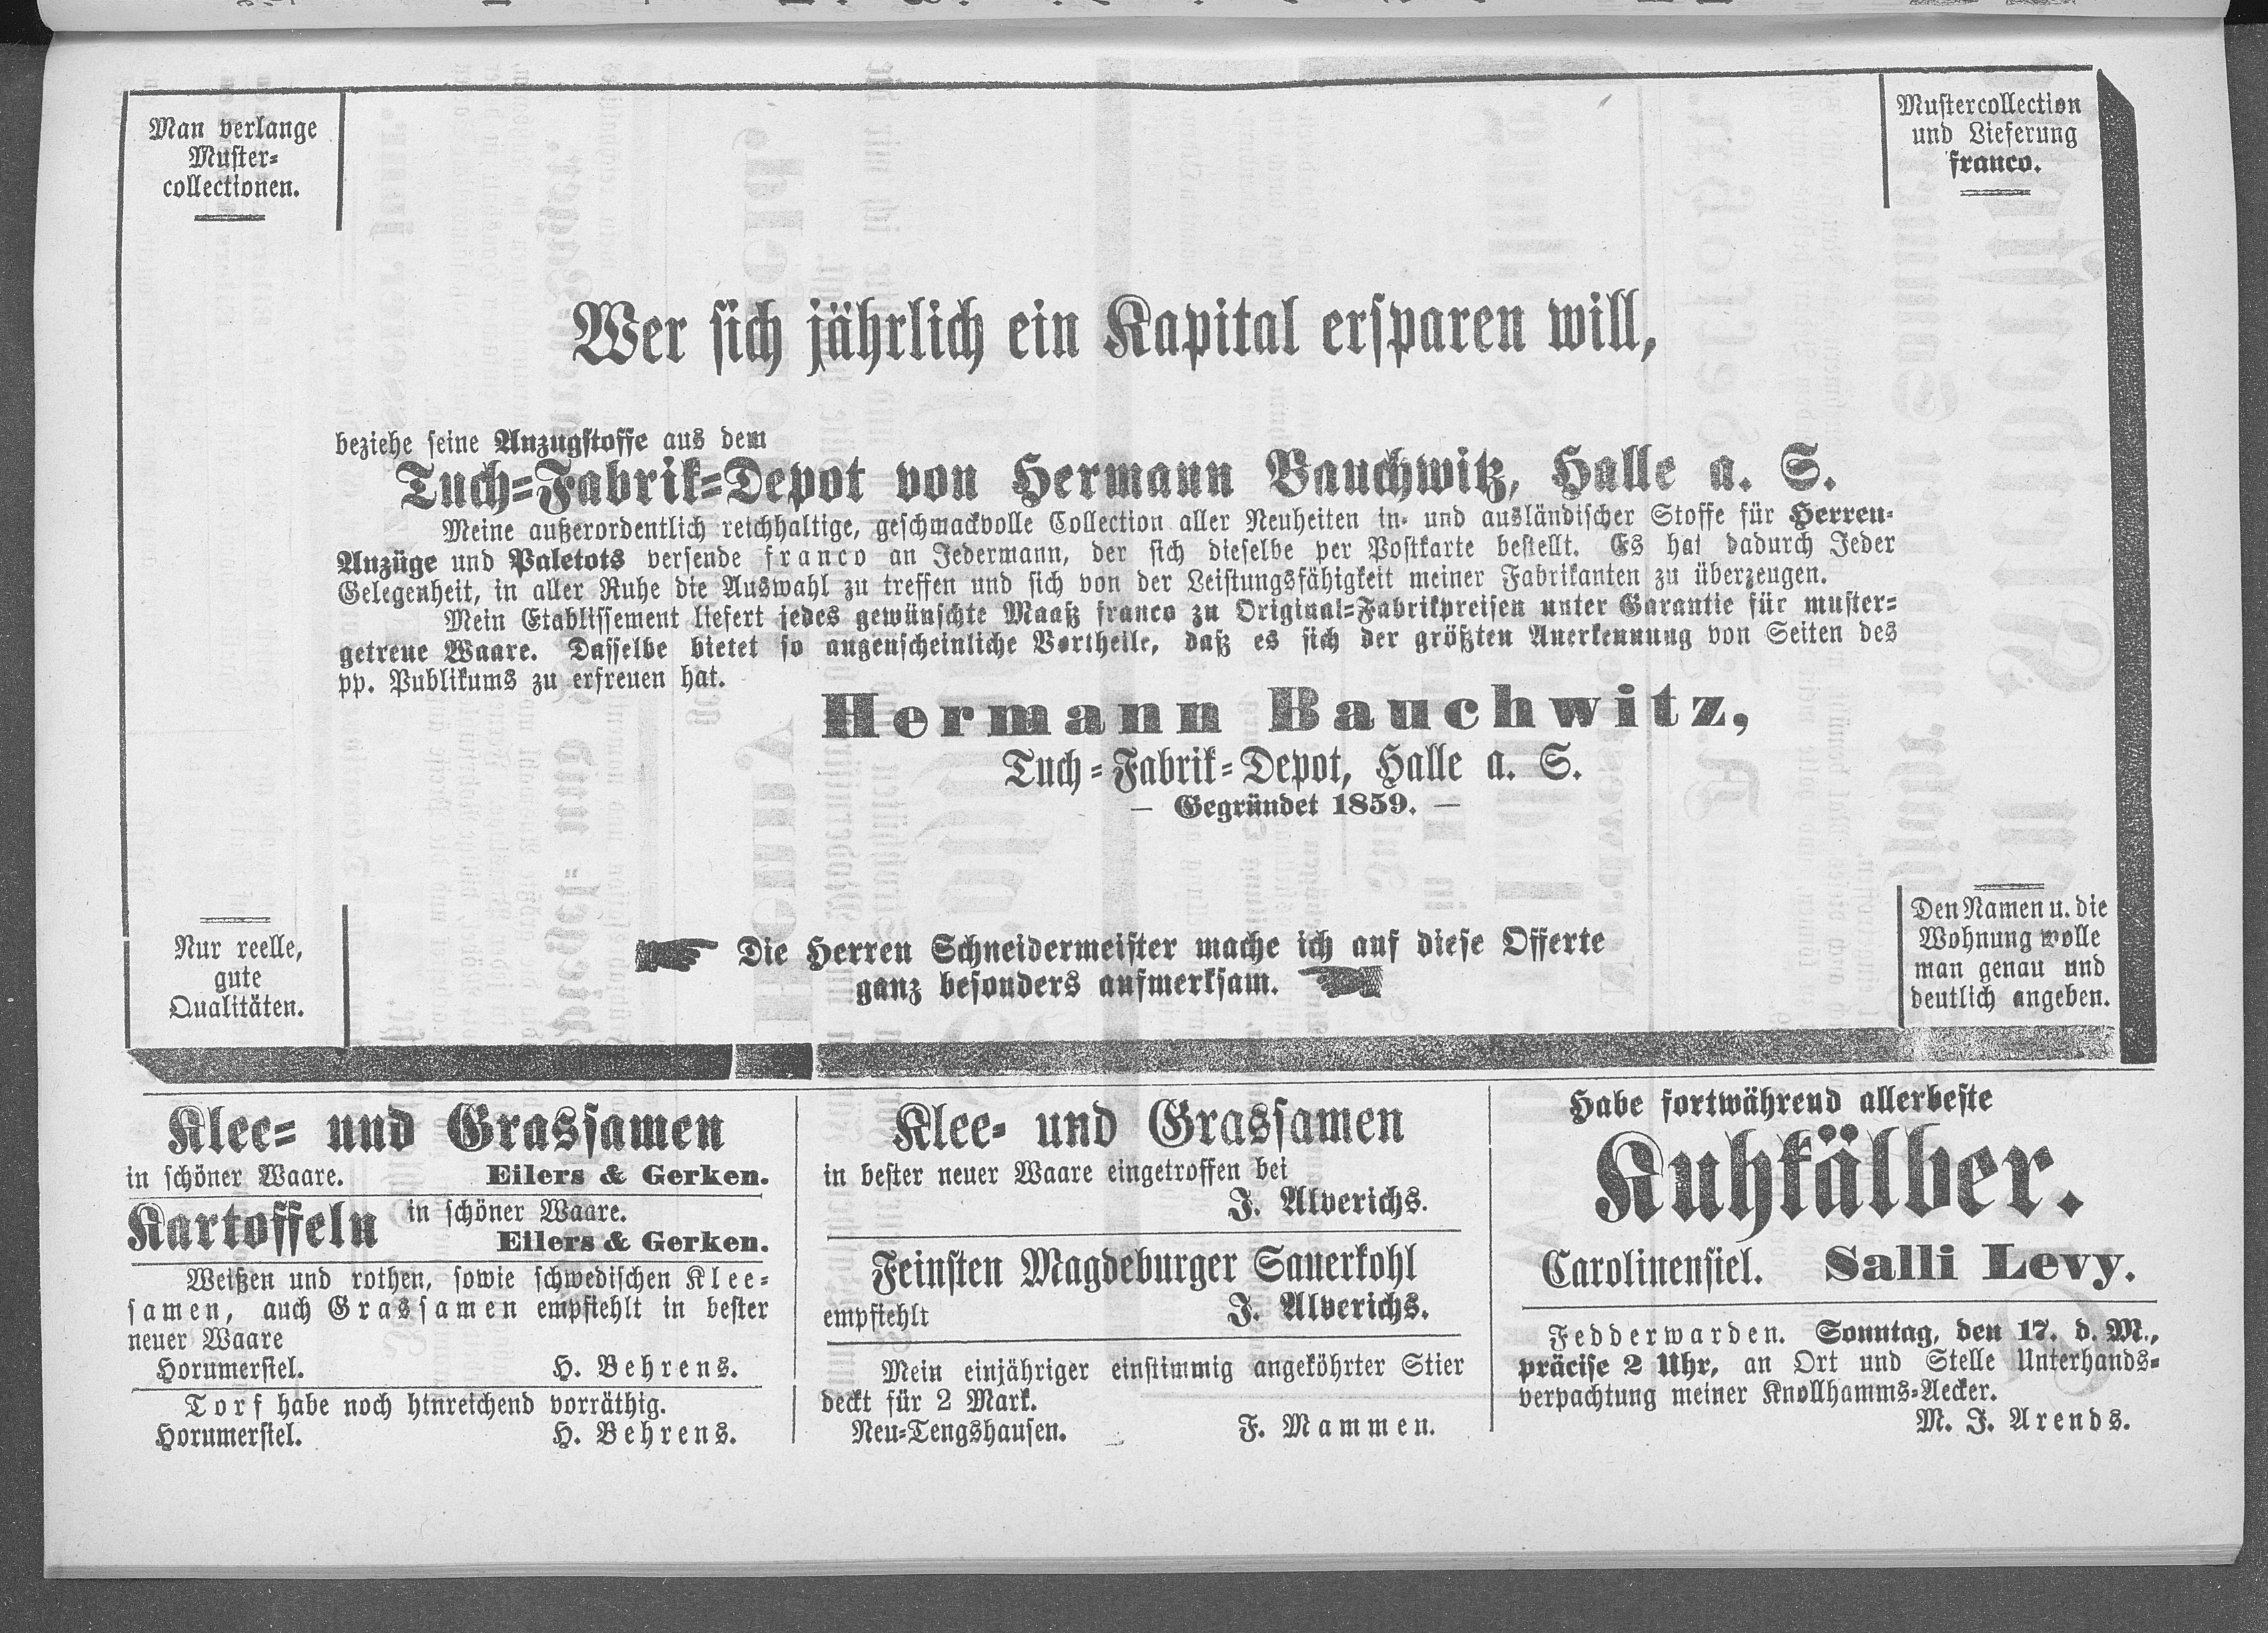 Man verlange
Muster-
collectionen.
Mustercollection
und Lieferung
franco.
Wer sich jährlich ein Kapital ersparen will,
beziehe seine Anzugstoffe aus dem
Tuch-Fabrik-Depot von Hermann Bauchwitz, Halle a. S.
Meine außerordentlich reichhaltige, geschmackvolle Collection aller Neuheiten in- und ausländischer Stoffe für Herren-
Anzüge und Paletots versende franco an Jedermann, der sich dieselbe per Postkarte bestellt. Es hat dadurch Jeder
Gelegenheit, in aller Ruhe die Auswahl zu treffen und sich von der Leistungsfähigkeit meiner Fabrikanten zu überzeugen.
Mein Etablissement liefert jedes gewünschte Maaß franco zu Original-Fabrikpreisen unter Garantie für muster-
getreue Waare. Dasselbe bietet so augenscheinliche Vortheile, daß es sich der größten Anerkennung von Seiten des
pp. Publikums zu erfreuen hat.
Hermann Bauchwitz,
Tuch-Fabrik-Depot, Halle a. S.
— Gegründet 1859. —
Nur reelle,
gute
Qualitäten.
Die Herren Schneidermeister mache ich auf diese Offerte
ganz besonders aufmerksam.
Den Namen u. die
Wohnung wolle
man genau und
deutlich angeben.
Klee- und Grassamen
in schöner Waare. Eilers & Gerken.
Kartoffeln in schöner Waare.
Eilers & Gerken.
Weißen und rothen, sowie schwedischen Klee-
samen, auch Grassamen empfiehlt in bester
neuer Waare
Horumersiel. H. Behrens.
Torf habe noch hinreichend vorräthig.
Horumersiel. H. Behrens.
Klee- und Grassamen
in bester neuer Waare eingetroffen bei
J. Alverichs.
Feinsten Magdeburger Sauerkohl
empfiehlt J. Alverichs.
Mein einjähriger einstimmig angeköhrter Stier
deckt für 2 Mark.
Neu-Tengshausen. F. Mammen.
Habe fortwährend allerbeste
Kuhkälber.
Carolinensiel. Salli Levy.
Fedderwarden. Sonntag, den 17. d. M.,
präcise 2 Uhr, an Ort und Stelle Unterhands-
verpachtung meiner Knollhamms-Aecker.
M. J. Arends.